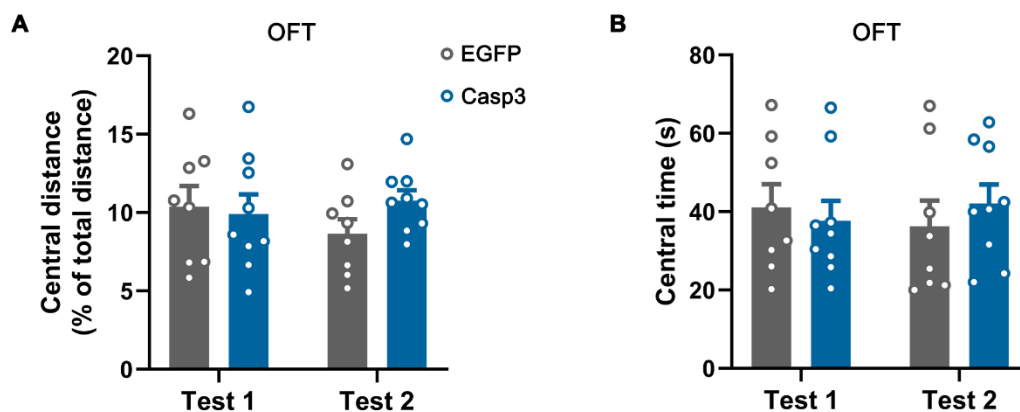 A
OFT
EGFP
Casp3
Central distance
(% of total distance)
20
15
10
5
0
Test 1
Test 2
B
OFT
Central time (s)
80
60
40
20
0
Test 1
Test 2